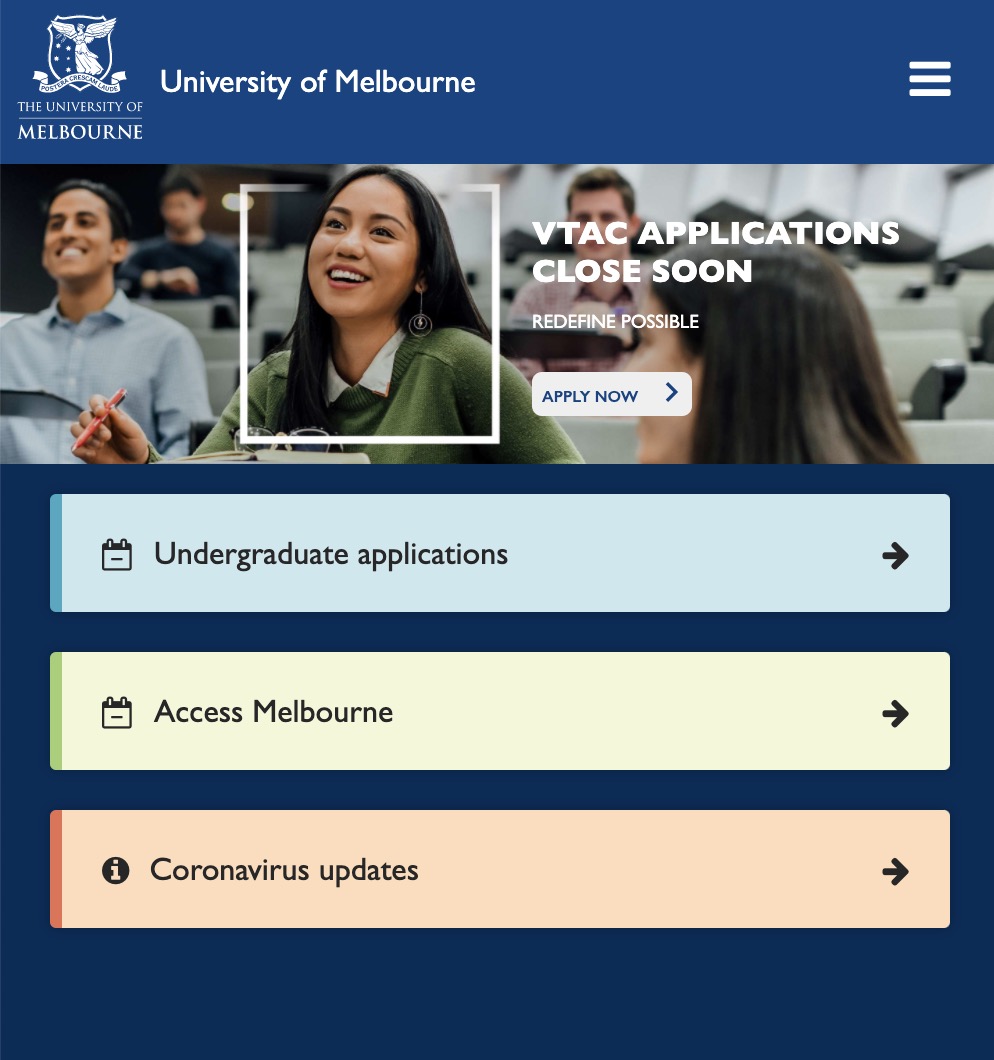 POSTERA CRESCAM LAUDE
THE UNIVERSITY OF
MELBOURNE
University of Melbourne
VTAC APPLICATIONS
CLOSE SOON
REDEFINE POSSIBLE
APPLY NOW
Undergraduate applications
Access Melbourne
Coronavirus updates